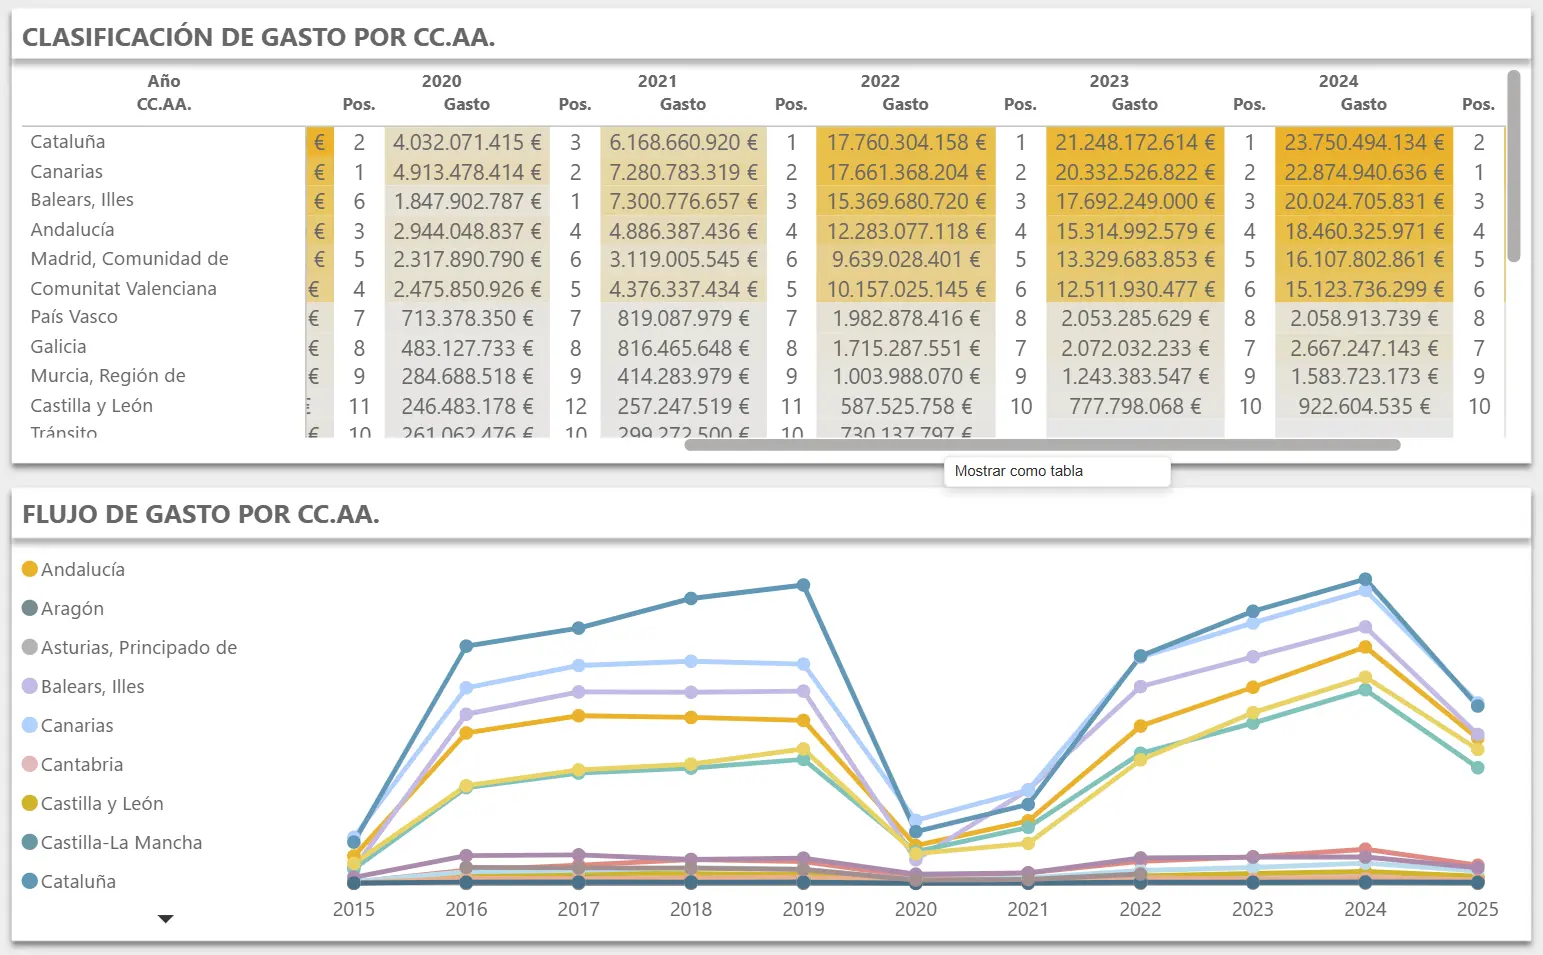 CLASIFICACIÓN DE GASTO POR CC.AA.
Año 2020 2021 2022 2023 2024
CC.AA. Pos. Gasto Pos. Gasto Pos. Gasto Pos. Gasto Pos. Gasto Pos.
Cataluña € 2 4.032.071.415 € 3 6.168.660.920 € 1 17.760.304.158 € 1 21.248.172.614 € 1 23.750.494.134 € 2
Canarias € 1 4.913.478.414 € 2 7.280.783.319 € 2 17.661.368.204 € 2 20.332.526.822 € 2 22.874.940.636 € 1
Balears, Illes € 6 1.847.902.787 € 1 7.300.776.657 € 3 15.369.680.720 € 3 17.692.249.000 € 3 20.024.705.831 € 3
Andalucía € 3 2.944.048.837 € 4 4.886.387.436 € 4 12.283.077.118 € 4 15.314.992.579 € 4 18.460.325.971 € 4
Madrid, Comunidad de € 5 2.317.890.790 € 6 3.119.005.545 € 6 9.639.028.401 € 5 13.329.683.853 € 5 16.107.802.861 € 5
Comunitat Valenciana € 4 2.475.850.926 € 5 4.376.337.434 € 5 10.157.025.145 € 6 12.511.930.477 € 6 15.123.736.299 € 6
País Vasco € 7 713.378.350 € 7 819.087.979 € 7 1.982.878.416 € 8 2.053.285.629 € 8 2.058.913.739 € 8
Galicia € 8 483.127.733 € 8 816.465.648 € 8 1.715.287.551 € 7 2.072.032.233 € 7 2.667.247.143 € 7
Murcia, Región de € 9 284.688.518 € 9 414.283.979 € 9 1.003.988.070 € 9 1.243.383.547 € 9 1.583.723.173 € 9
Castilla y León € 11 246.483.178 € 12 257.247.519 € 11 587.525.758 € 10 777.798.068 € 10 922.604.535 € 10
Tránsito € 10 261.062.476 € 10 299.272.500 € 10 730.137.797 €
Mostrar como tabla
FLUJO DE GASTO POR CC.AA.
Andalucía
Aragón
Asturias, Principado de
Balears, Illes
Canarias
Cantabria
Castilla y León
Castilla-La Mancha
Cataluña
2015 2016 2017 2018 2019 2020 2021 2022 2023 2024 2025